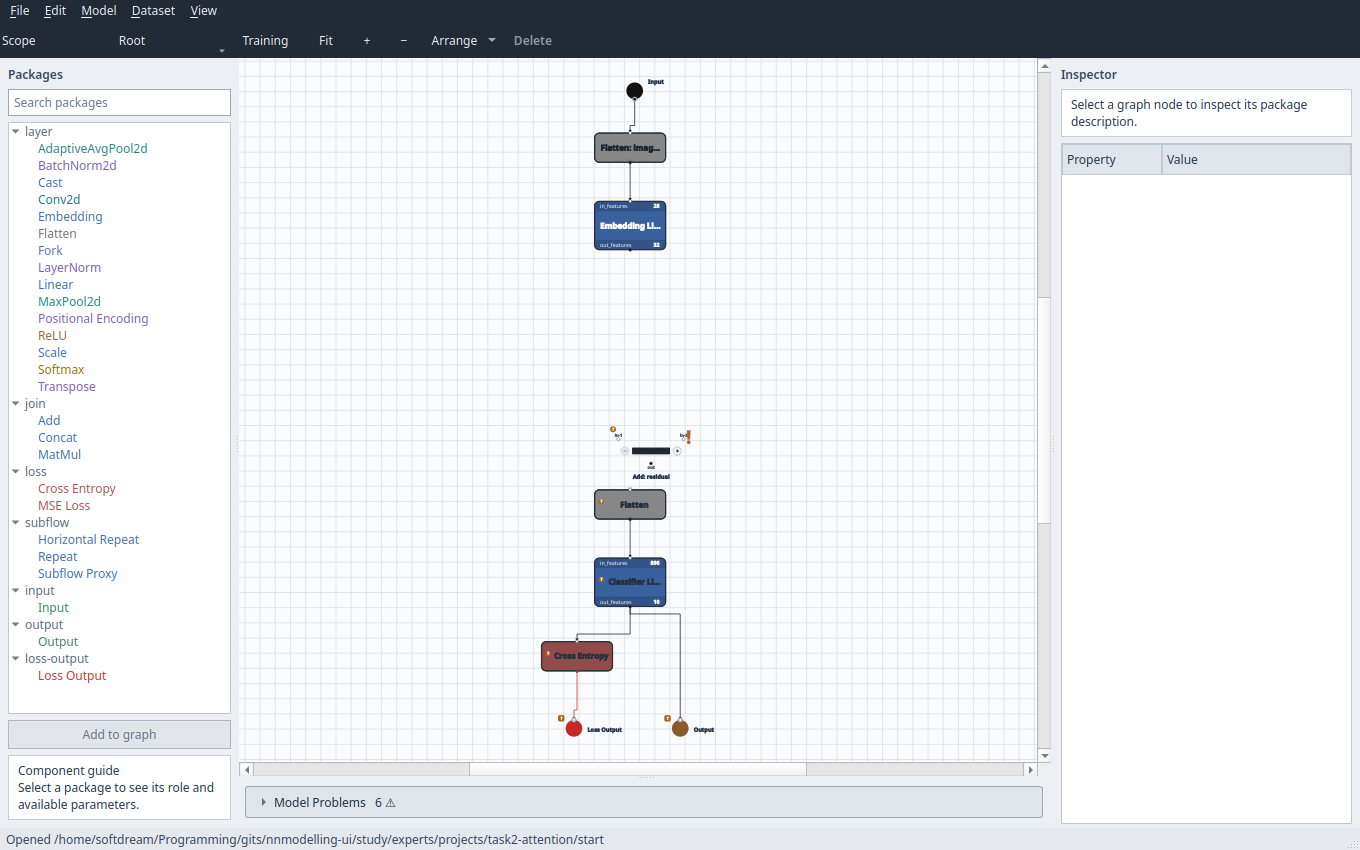 File Edit Model Dataset View
Scope Root Training Fit + − Arrange Delete
Packages
Search packages
layer
AdaptiveAvgPool2d
BatchNorm2d
Cast
Conv2d
Embedding
Flatten
Fork
LayerNorm
Linear
MaxPool2d
Positional Encoding
ReLU
Scale
Softmax
Transpose
join
Add
Concat
MatMul
loss
Cross Entropy
MSE Loss
subflow
Horizontal Repeat
Repeat
Subflow Proxy
input
Input
output
Output
loss-output
Loss Output
Add to graph
Component guide
Select a package to see its role and
available parameters.
Input
Flatten: imag...
in_features 28
Embedding Li...
out_features 32
in-1
out
Add: residual
Flatten
in_features 896
Classifier Li...
out_features 10
Cross Entropy
Loss Output
Output
Model Problems 6 ⚠
Inspector
Select a graph node to inspect its package
description.
Property Value
Opened /home/softdream/Programming/gits/nnmodelling-ui/study/experts/projects/task2-attention/start